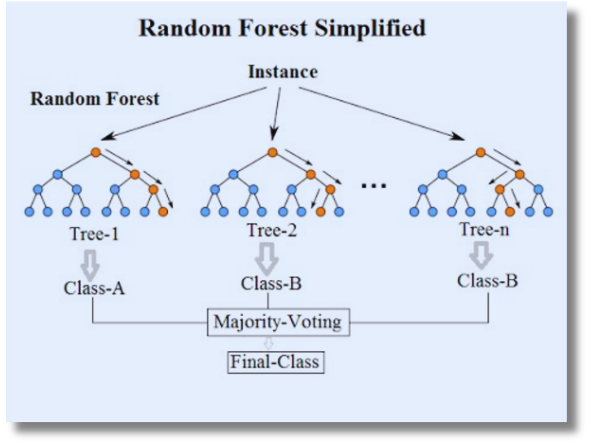 Random Forest Simplified
Instance
Random Forest
...
Tree-1
Tree-2
Tree-n
Class-A
Class-B
Class-B
Majority-Voting
Final-Class